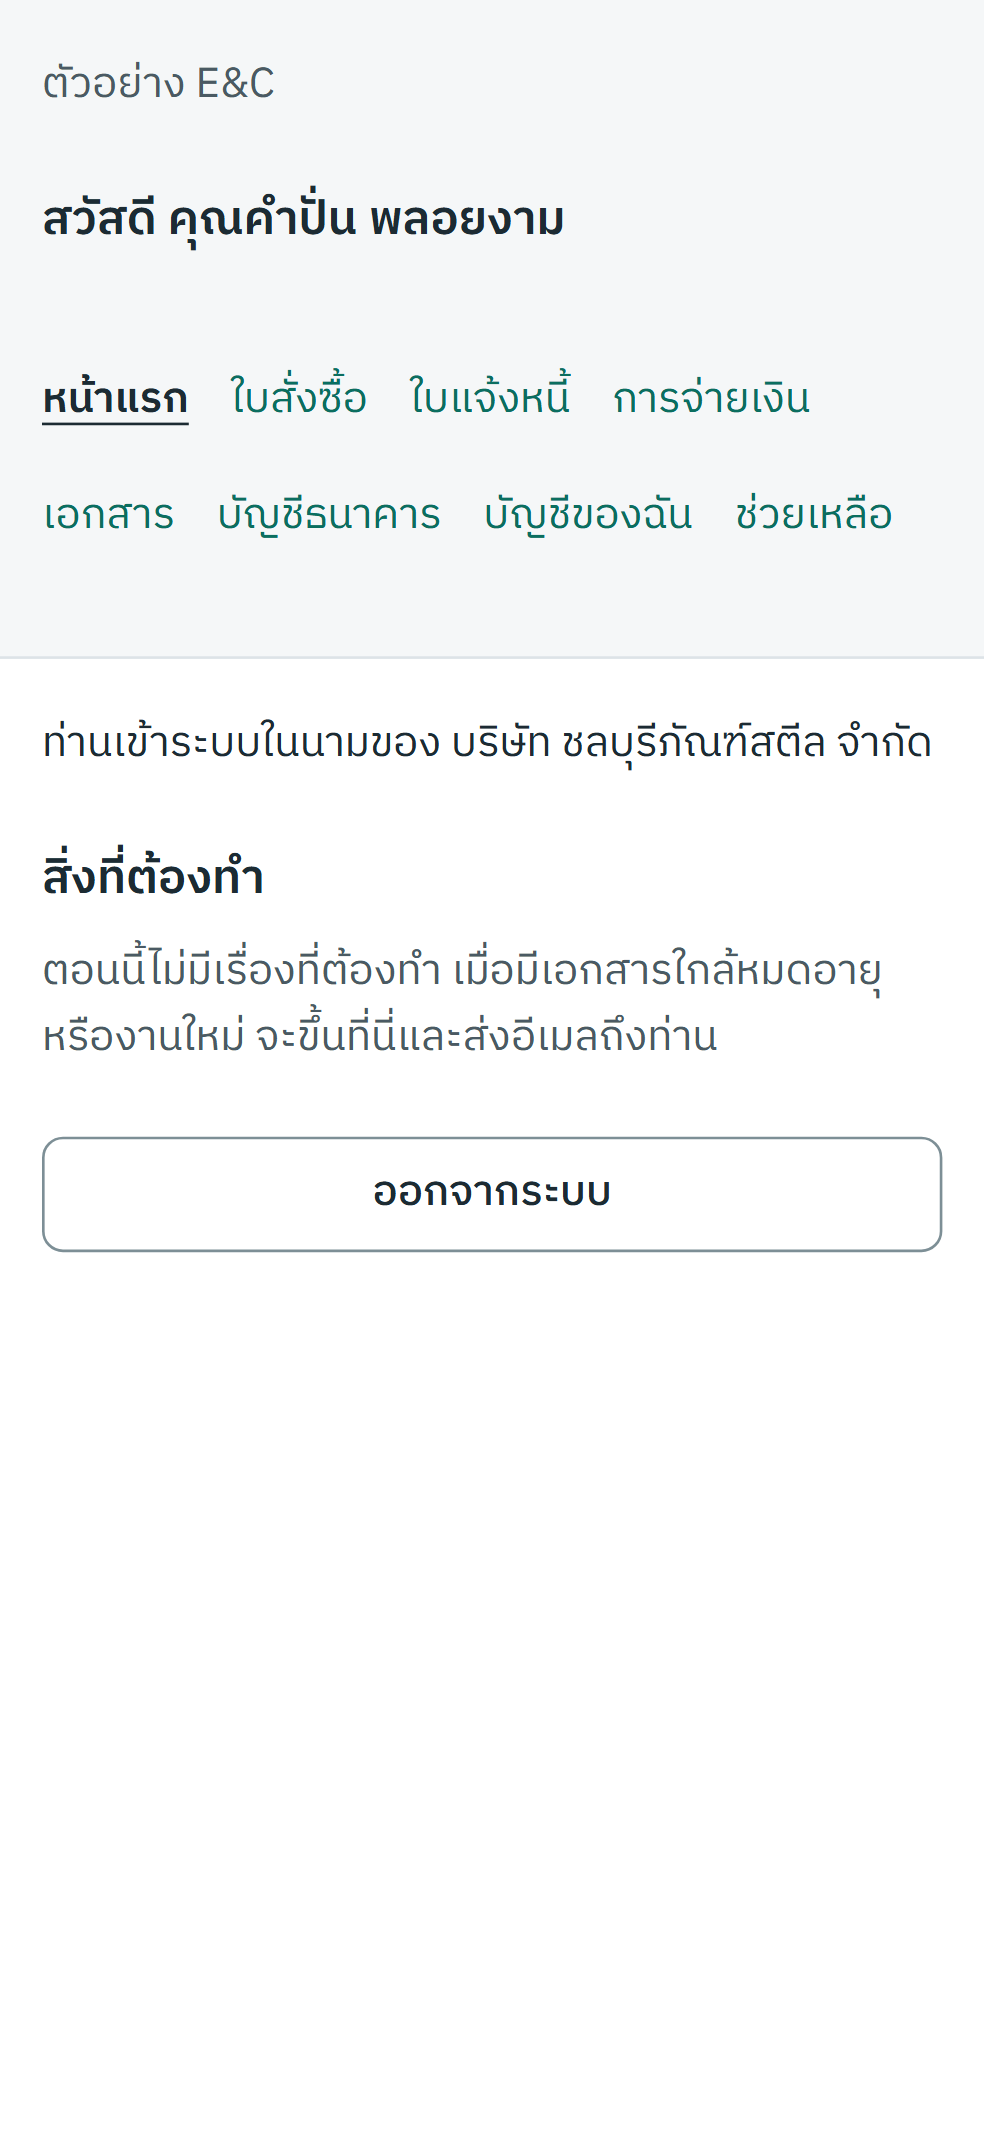 ตัวอย่าง E&C
สวัสดี คุณคำปั่น พลอยงาม
หน้าแรก ใบสั่งซื้อ ใบแจ้งหนี้ การจ่ายเงิน
เอกสาร บัญชีธนาคาร บัญชีของฉัน ช่วยเหลือ
ท่านเข้าระบบในนามของ บริษัท ชลบุรีภัณฑ์สตีล จำกัด
สิ่งที่ต้องทำ
ตอนนี้ไม่มีเรื่องที่ต้องทำ เมื่อมีเอกสารใกล้หมดอายุ
หรืองานใหม่ จะขึ้นที่นี่และส่งอีเมลถึงท่าน
ออกจากระบบ